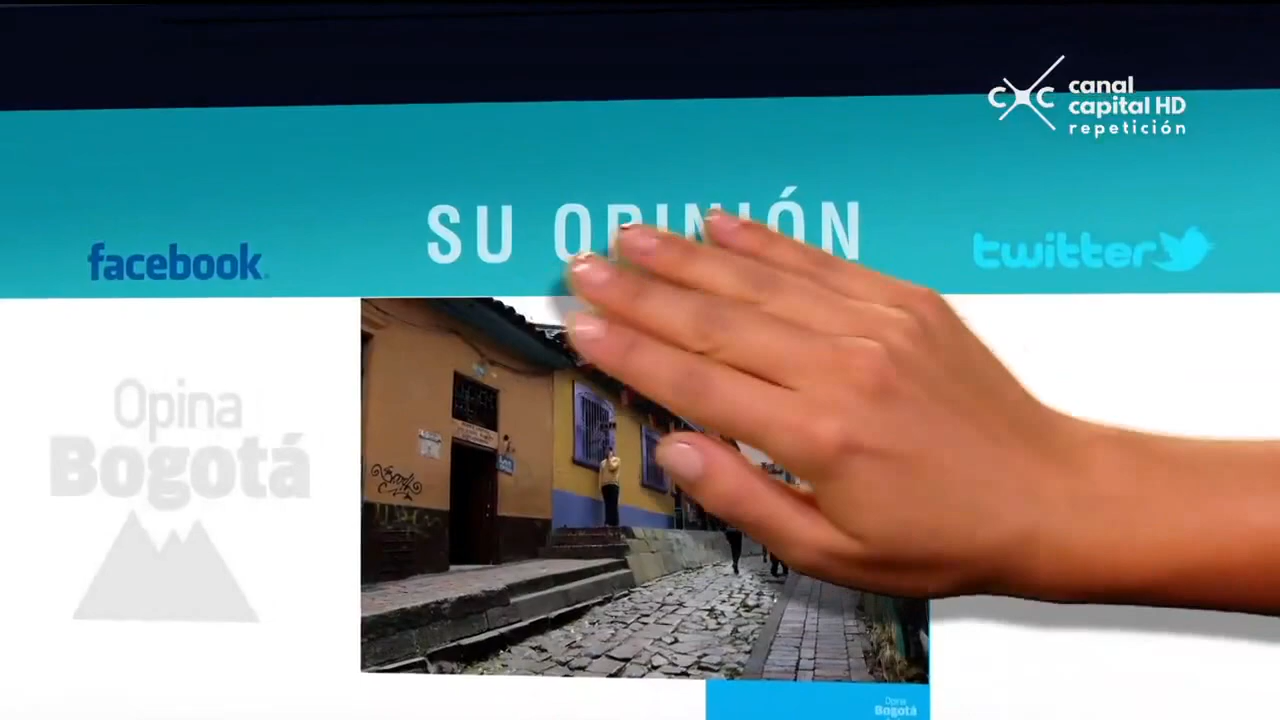 canal
capital HD
repetición
SU OPINIÓN
facebook
twitter
Opina
Bogotá
Opina
Bogotá